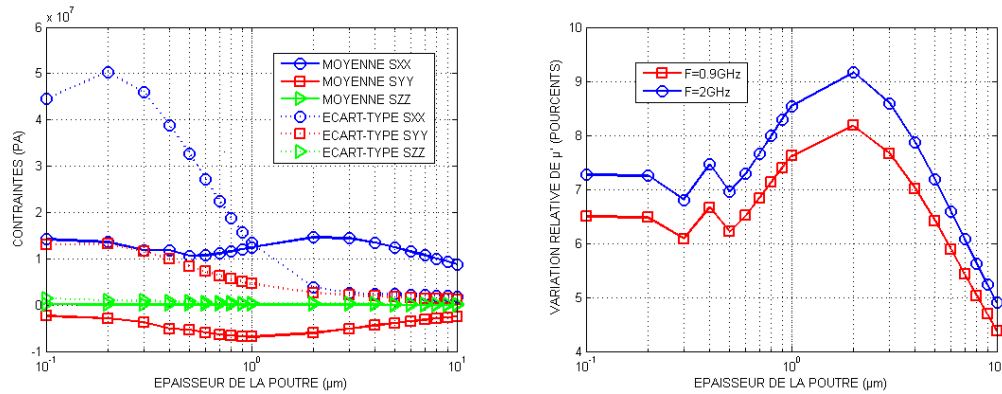 x 10^7
6
5
4
3
2
1
0
-1
CONTRAINTES (PA)
MOYENNE SXX
MOYENNE SYY
MOYENNE SZZ
ECART-TYPE SXX
ECART-TYPE SYY
ECART-TYPE SZZ
10^-1
10^0
10^1
EPAISSEUR DE LA POUTRE (µm)
10
9
8
7
6
5
4
VARIATION RELATIVE DE µ' (POURCENTS)
F=0.9GHz
F=2GHz
10^-1
10^0
10
EPAISSEUR DE LA POUTRE (µm)